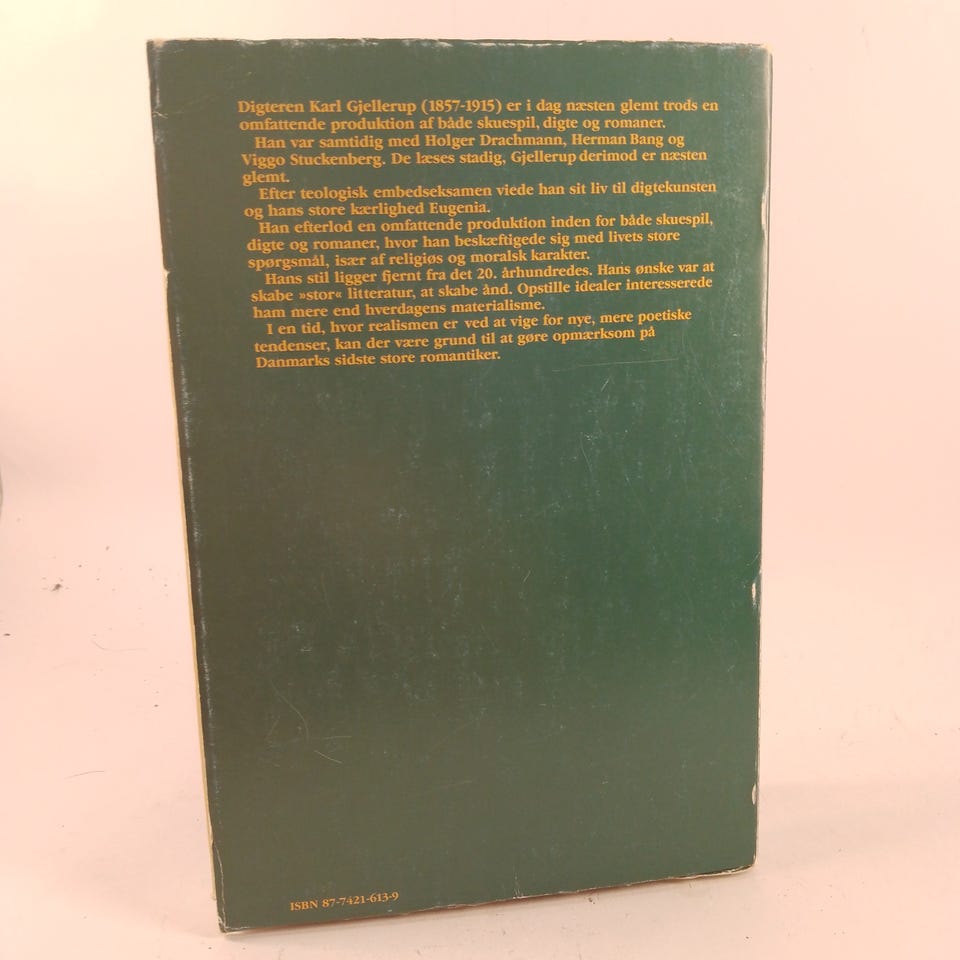 Digteren Karl Gjellerup (1857-1915) er i dag næsten glemt trods en
omfattende produktion af både skuespil, digte og romaner.
Han var samtidig med Holger Drachmann, Herman Bang og
Viggo Stuckenberg. De læses stadig, Gjellerup derimod er næsten
glemt.
Efter teologisk embedseksamen viede han sit liv til digtekunsten
og hans store kærlighed Eugenia.
Han efterlod en omfattende produktion inden for både skuespil,
digte og romaner, hvor han beskæftigede sig med livets store
spørgsmål, især af religiøs og moralsk karakter.
Hans stil ligger fjernt fra det 20. århundredes. Hans ønske var at
skabe »stor« litteratur, at skabe ånd. Opstille idealer interesserede
ham mere end hverdagens materialisme.
I en tid, hvor realismen er ved at vige for nye, mere poetiske
tendenser, kan der være grund til at gøre opmærksom på
Danmarks sidste store romantiker.
ISBN 87-7421-613-9